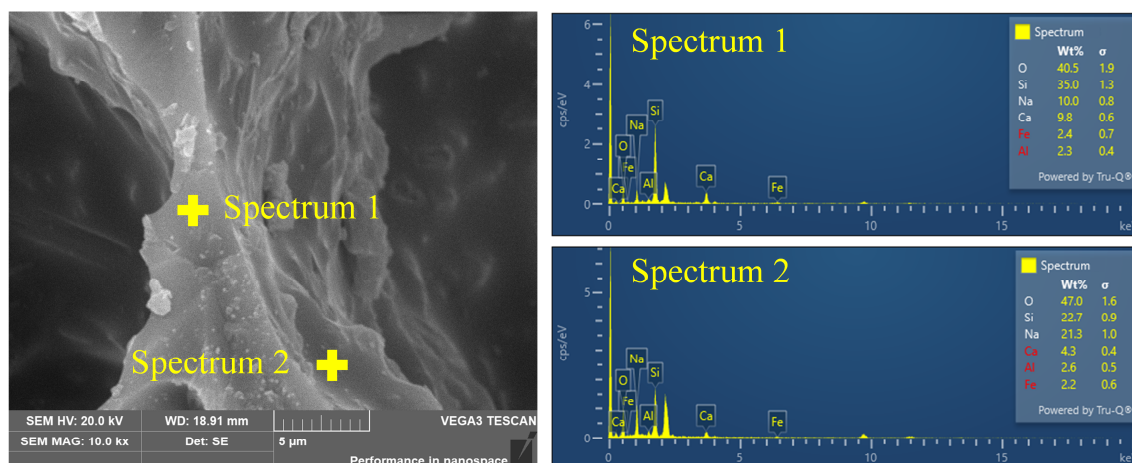 Spectrum 1
Spectrum 2
SEM HV: 20.0 kV WD: 18.91 mm VEGA3 TESCAN
SEM MAG: 10.0 kx Det: SE 5 µm
Performance in nanospace
Spectrum 1
cps/eV
6
4
2
0
0 5 10 15 ke
Ca O Fe Na Al Si Ca Fe
Spectrum
Wt% σ
O 40.5 1.9
Si 35.0 1.3
Na 10.0 0.8
Ca 9.8 0.6
Fe 2.4 0.7
Al 2.3 0.4
Powered by Tru-Q®
Spectrum 2
cps/eV
5
0
0 5 10 15 ke
Ca O Fe Na Al Si Ca Fe
Spectrum
Wt% σ
O 47.0 1.6
Si 22.7 0.9
Na 21.3 1.0
Ca 4.3 0.4
Al 2.6 0.5
Fe 2.2 0.6
Powered by Tru-Q®